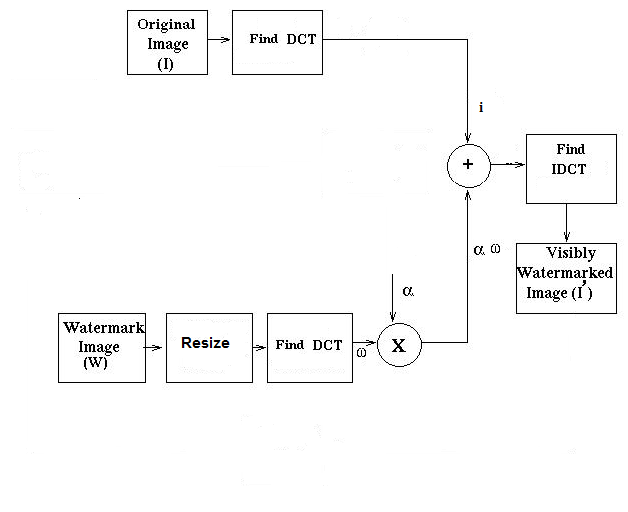 Original
Image
(I)
Find DCT
i
+
Find
IDCT
α ω
Visibly
Watermarked
Image (I')
α
Watermark
Image
(W)
Resize
Find DCT
ω
X